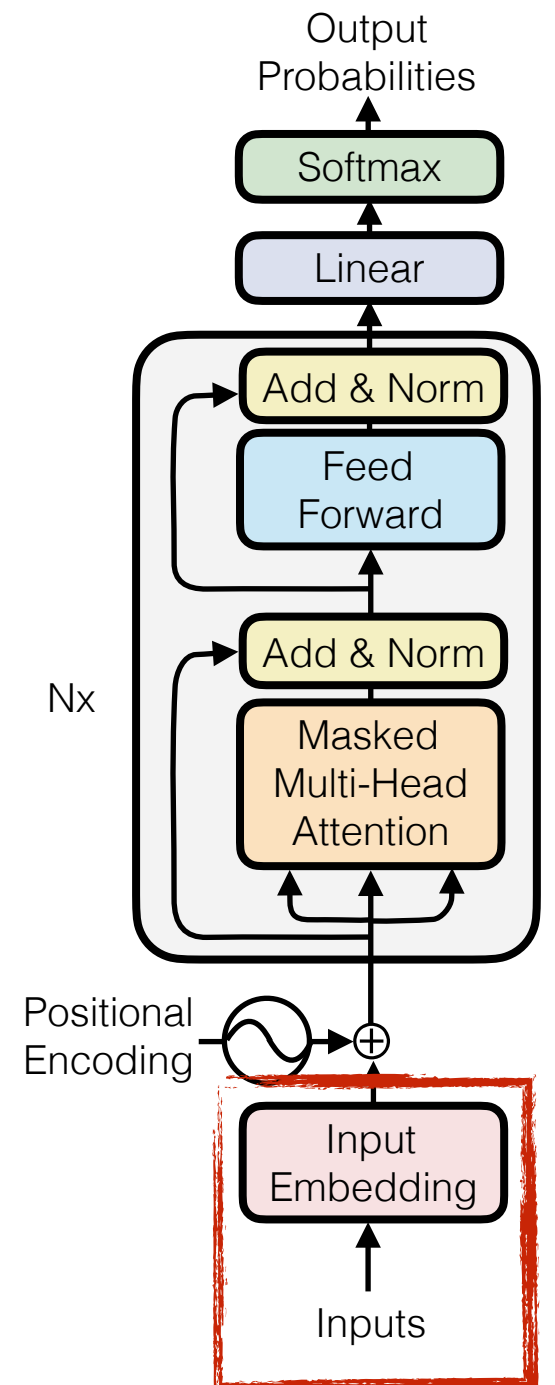 Output
Probabilities
Softmax
Linear
Add & Norm
Feed
Forward
Add & Norm
Nx
Masked
Multi-Head
Attention
Positional
Encoding
Input
Embedding
Inputs